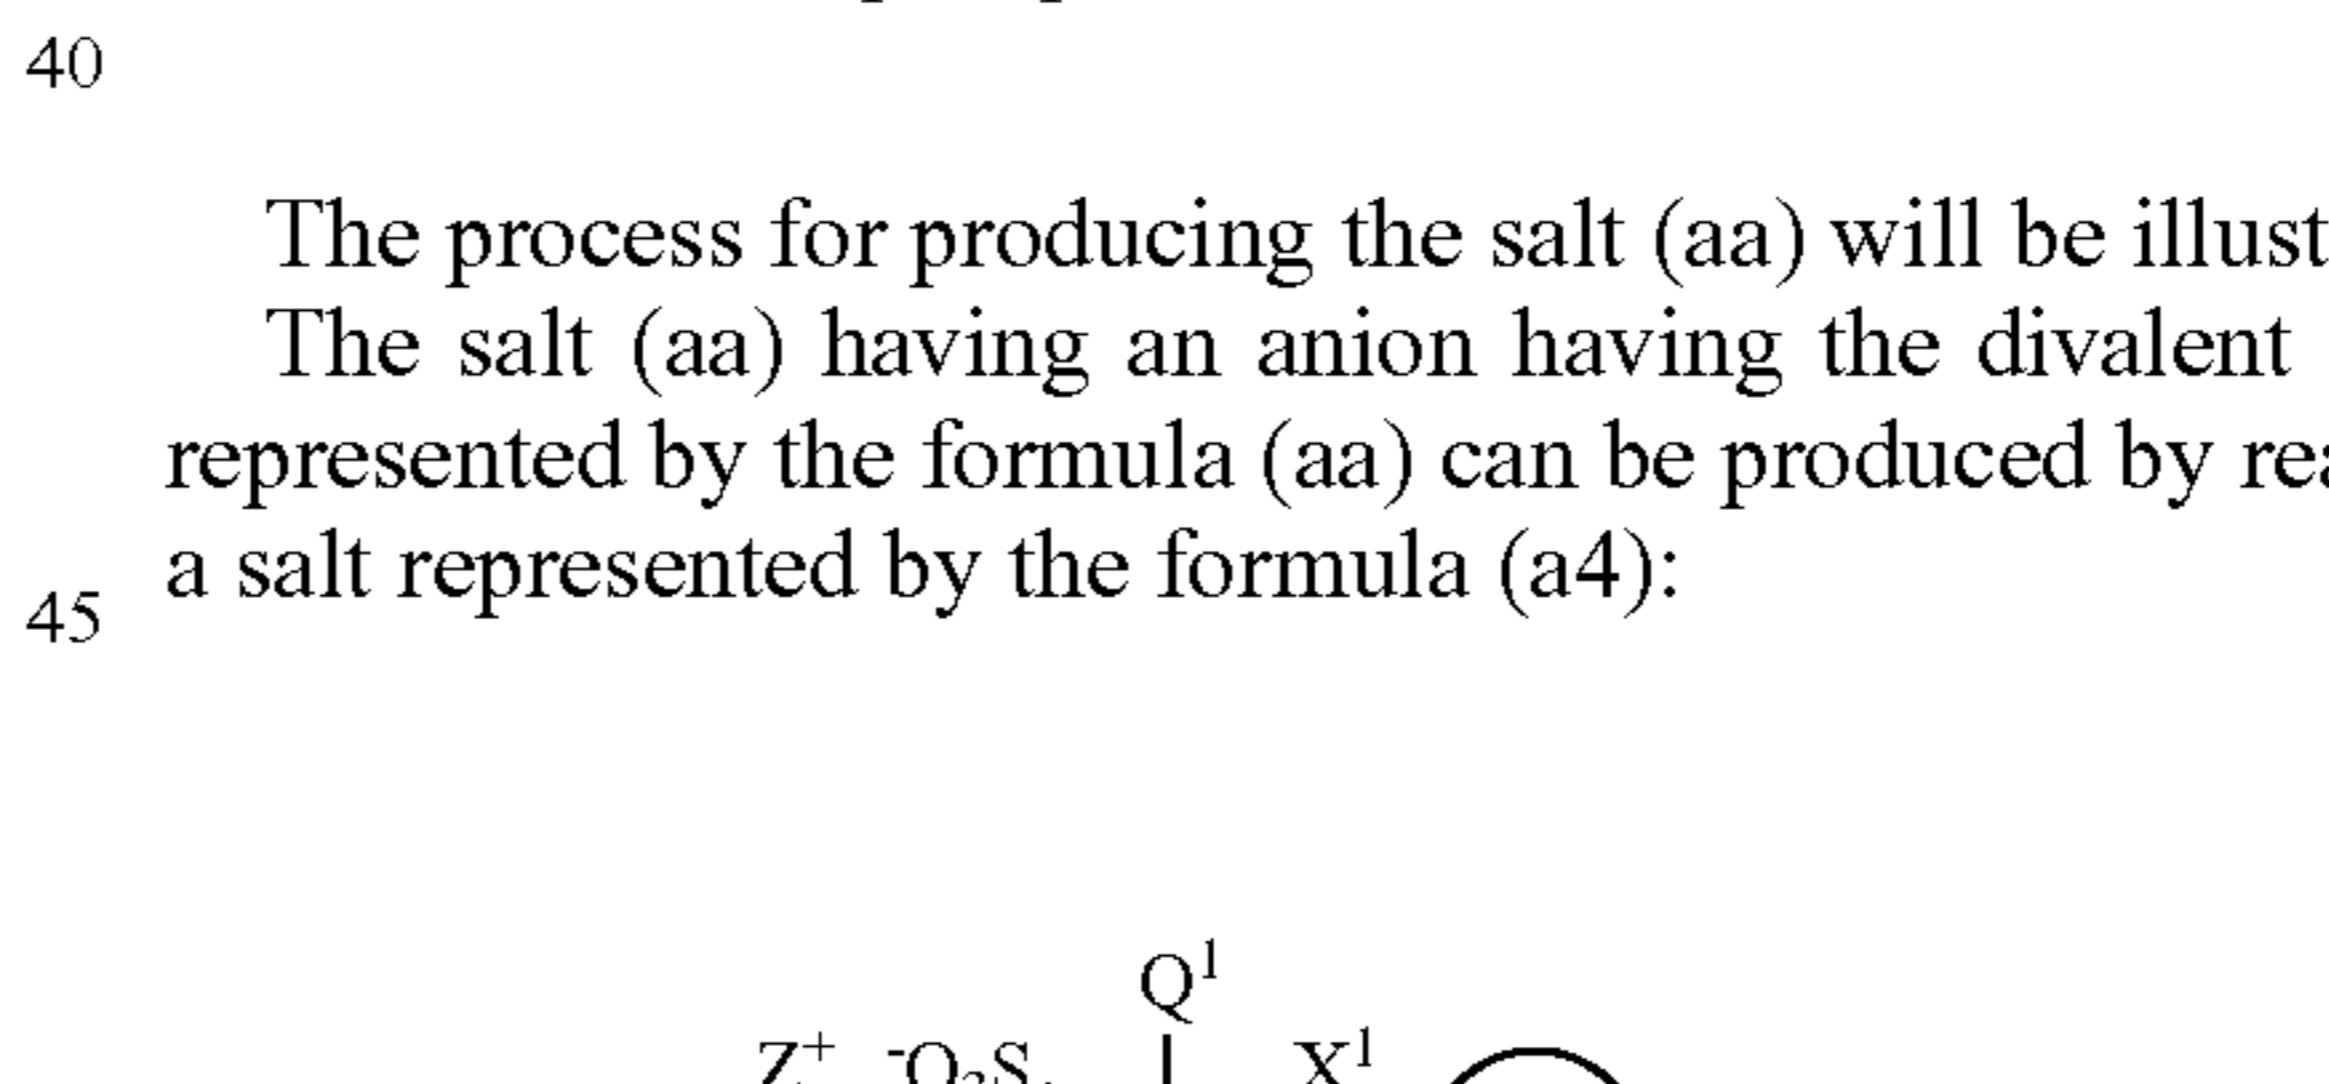 40
The process for producing the salt (aa) will be illust
The salt (aa) having an anion having the divalent
represented by the formula (aa) can be produced by rea
a salt represented by the formula (a4):
45
Q¹
Z⁺ ⁻O₃S X¹